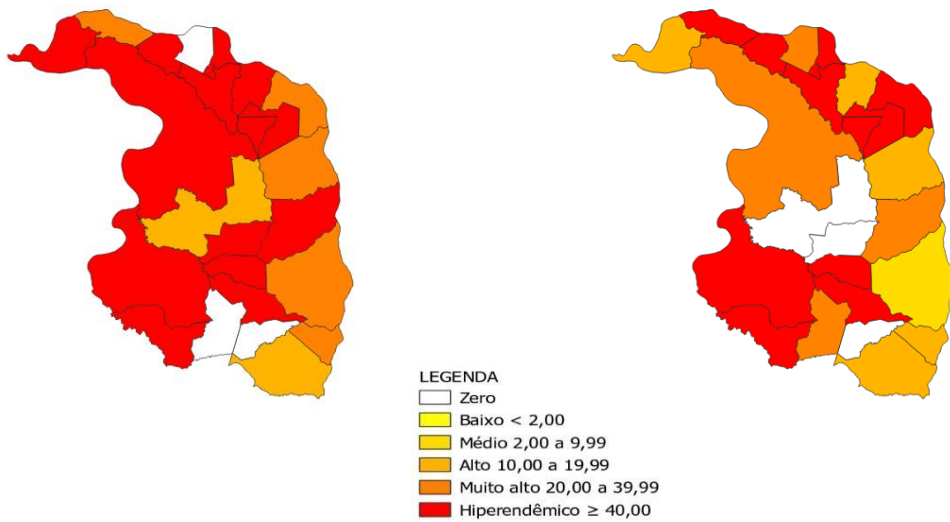 LEGENDA
Zero
Baixo < 2,00
Médio 2,00 a 9,99
Alto 10,00 a 19,99
Muito alto 20,00 a 39,99
Hiperendêmico ≥ 40,00